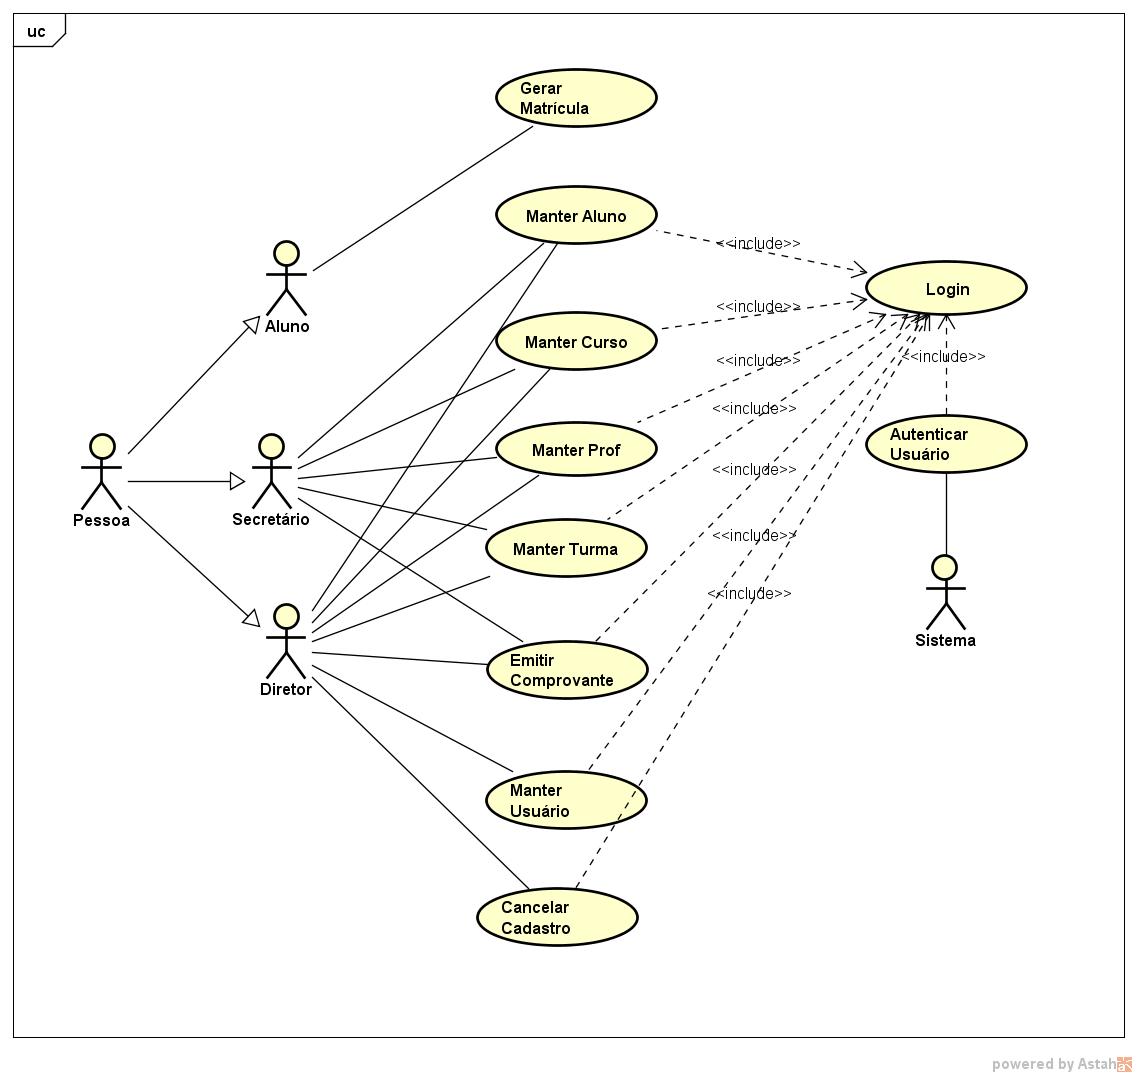 uc
Gerar
Matrícula
Manter Aluno
<<include>>
Aluno
Login
<<include>>
Manter Curso
<<include>>
<<include>>
<<include>>
Autenticar
Usuário
Manter Prof
<<include>>
Pessoa
Secretário
<<include>>
Manter Turma
<<include>>
Sistema
Emitir
Comprovante
Diretor
Manter
Usuário
Cancelar
Cadastro
powered by Astah